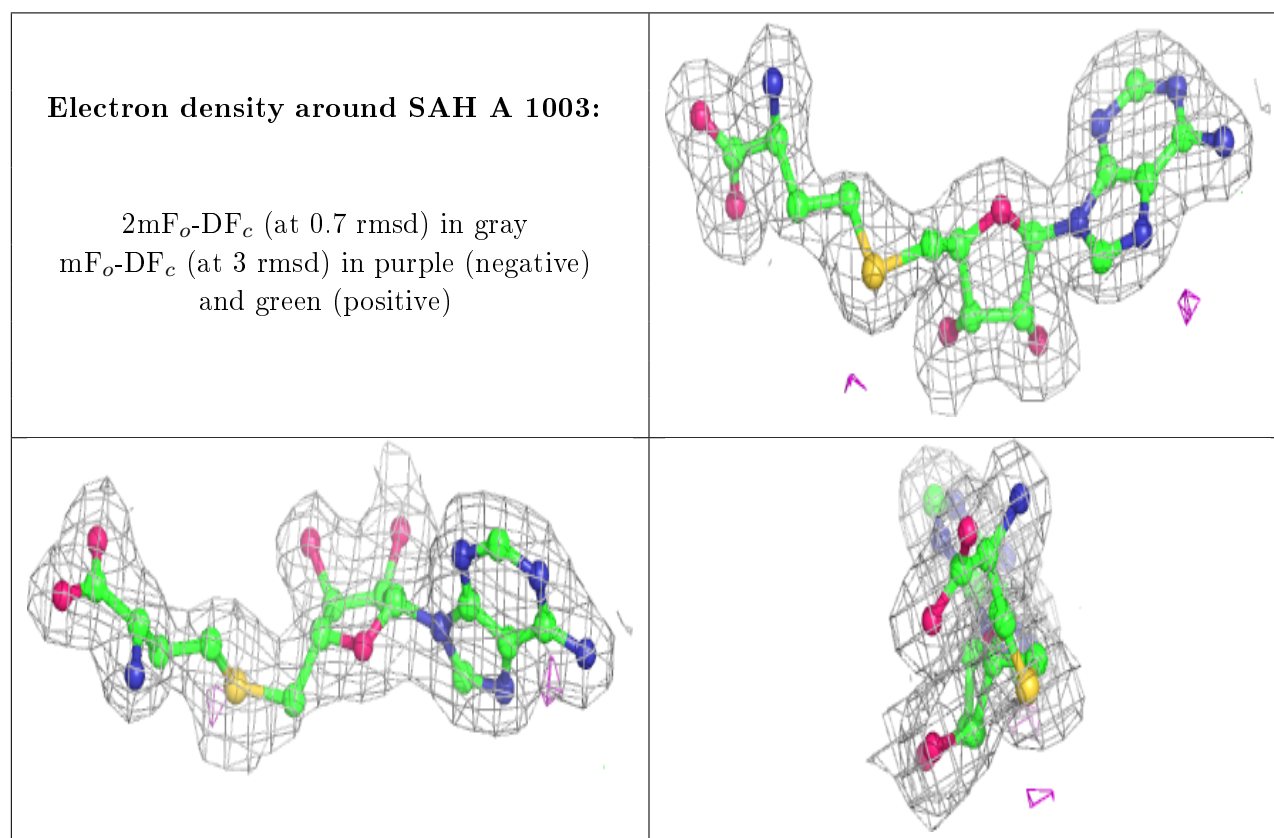 Electron density around SAH A 1003:
2mFo-DFc (at 0.7 rmsd) in gray
mFo-DFc (at 3 rmsd) in purple (negative)
and green (positive)